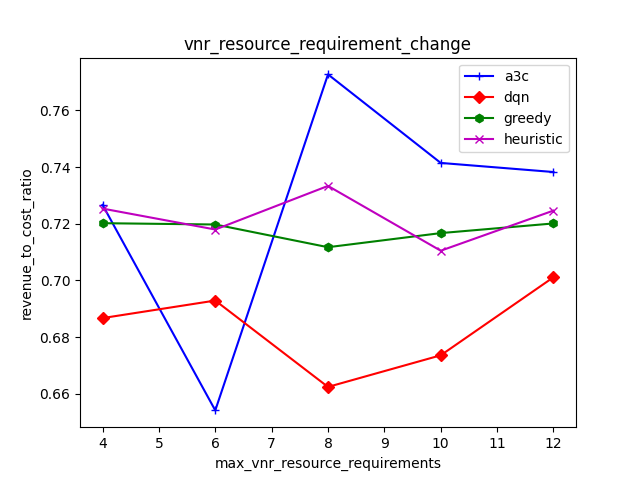 vnr_resource_requirement_change
a3c
dqn
greedy
heuristic
0.76
0.74
0.72
0.70
0.68
0.66
revenue_to_cost_ratio
4 5 6 7 8 9 10 11 12
max_vnr_resource_requirements